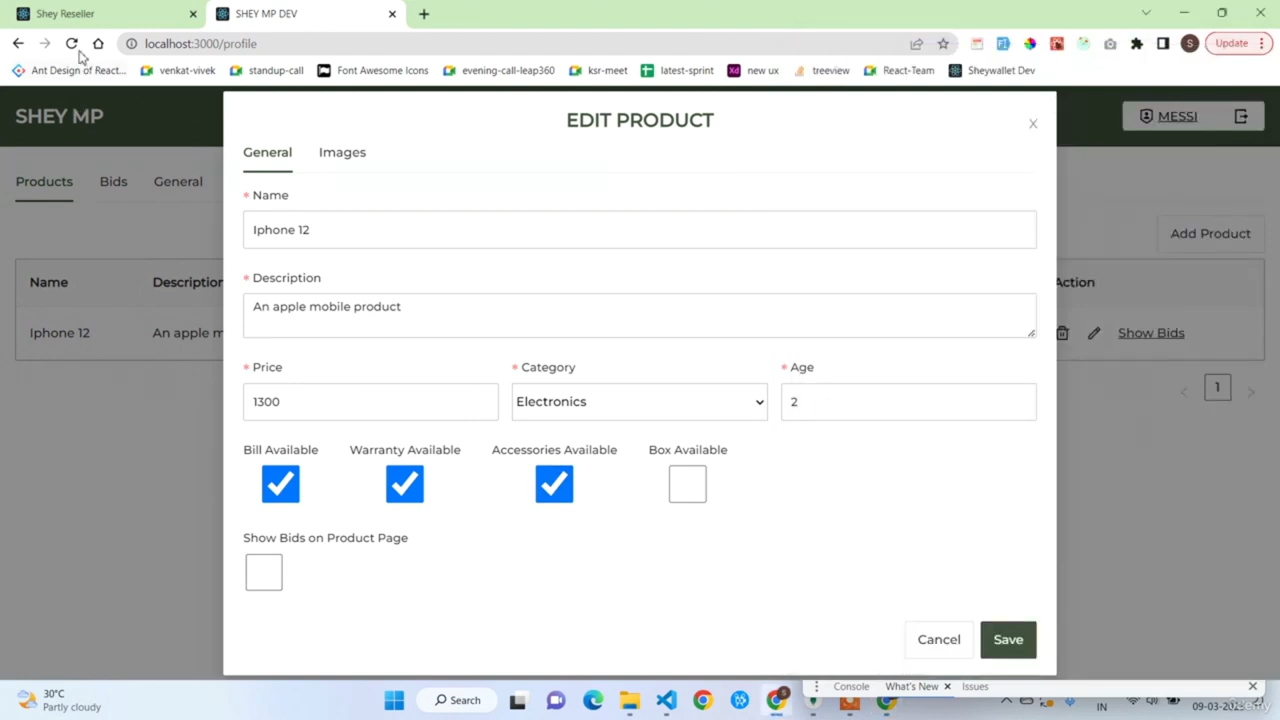 Shey Reseller
SHEY MP DEV
localhost:3000/profile
S
Update
Ant Design of React...
venkat-vivek
standup-call
Font Awesome Icons
evening-call-leap360
ksr-meet
latest-sprint
Xd
new ux
treeview
React-Team
Sheywallet Dev
SHEY MP
MESSI
Products
Bids
General
Add Product
Name
Description
Action
Iphone 12
An apple m
Show Bids
1
EDIT PRODUCT
X
General
Images
* Name
Iphone 12
* Description
An apple mobile product
* Price
* Category
* Age
1300
Electronics
2
Bill Available
Warranty Available
Accessories Available
Box Available
Show Bids on Product Page
Cancel
Save
Console
What's New
Issues
30°C
Partly cloudy
Search
IN
Udemy